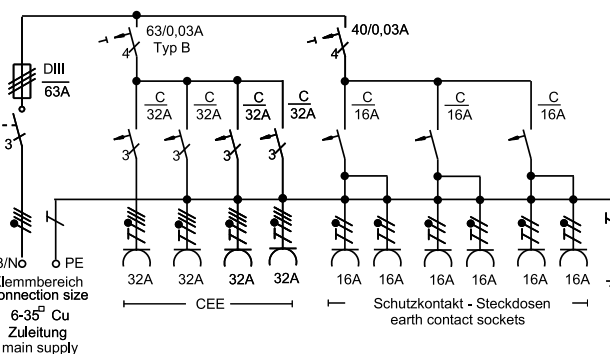 63/0,03A
Typ B
4
40/0,03A
4
DIII
63A
3
C
32A
C
32A
C
32A
C
32A
C
16A
C
16A
C
16A
3
3
3
3
3/N
PE
32A
32A
32A
32A
16A
16A
16A
16A
16A
16A
Klemmbereich
connection size
6-35□ Cu
Zuleitung
main supply
CEE
Schutzkontakt - Steckdosen
earth contact sockets